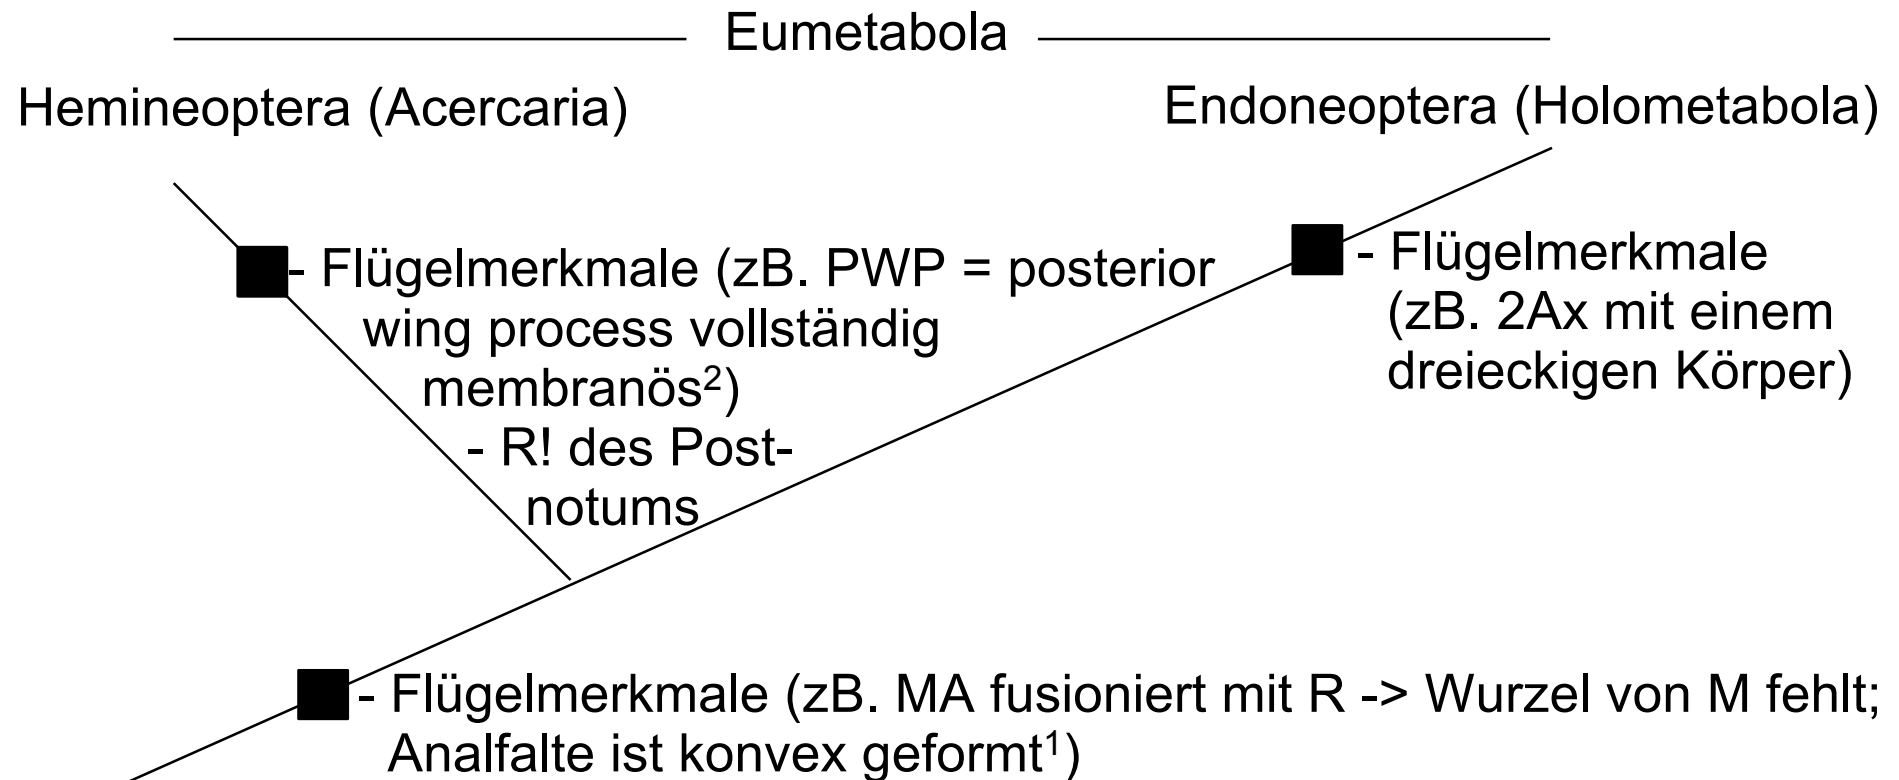 Eumetabola
Hemineoptera (Acercaria)
Endoneoptera (Holometabola)
- Flügelmerkmale (zB. PWP = posterior
wing process vollständig
membranös²)
- R! des Post-
notums
- Flügelmerkmale
(zB. 2Ax mit einem
dreieckigen Körper)
- Flügelmerkmale (zB. MA fusioniert mit R -> Wurzel von M fehlt;
Analfalte ist konvex geformt¹)